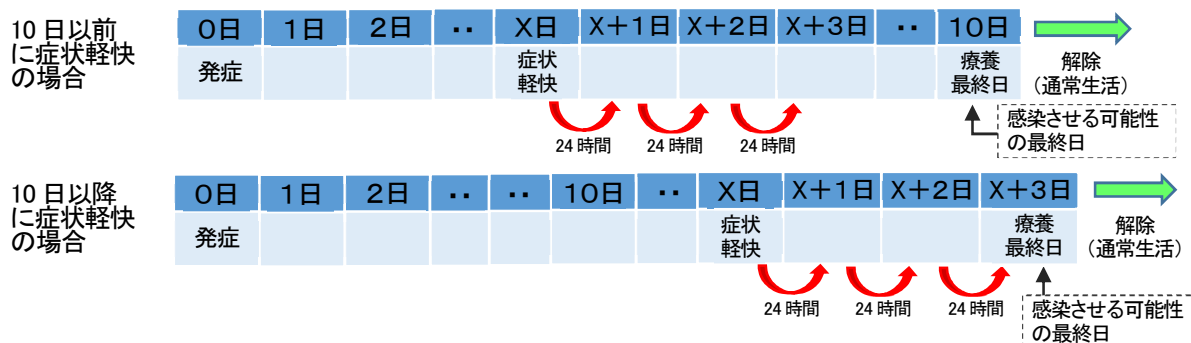 10日以前
に症状軽快
の場合
0日 1日 2日 ‥ X日 X+1日 X+2日 X+3日 ‥ 10日
発症 症状 療養
軽快 最終日
解除
(通常生活)
24時間 24時間 24時間
感染させる可能性
の最終日
10日以降
に症状軽快
の場合
0日 1日 2日 ‥ ‥ 10日 ‥ X日 X+1日 X+2日 X+3日
発症 症状 療養
軽快 最終日
解除
(通常生活)
24時間 24時間 24時間
感染させる可能性
の最終日